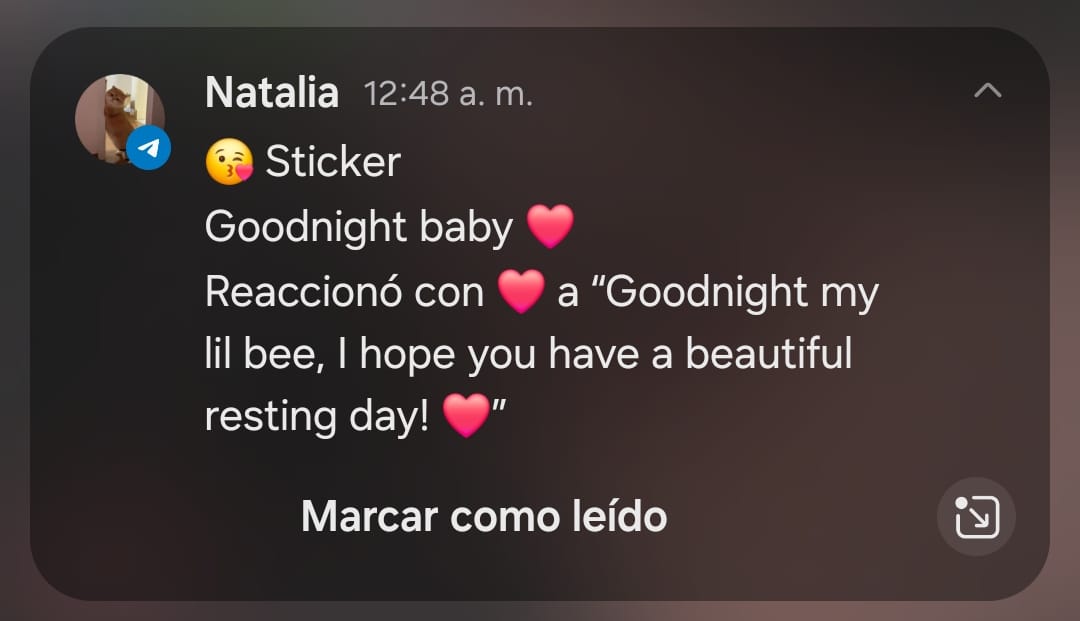 Natalia 12:48 a. m.
😘 Sticker
Goodnight baby ♥️
Reaccionó con ♥️ a “Goodnight my
lil bee, I hope you have a beautiful
resting day! ♥️”
Marcar como leído